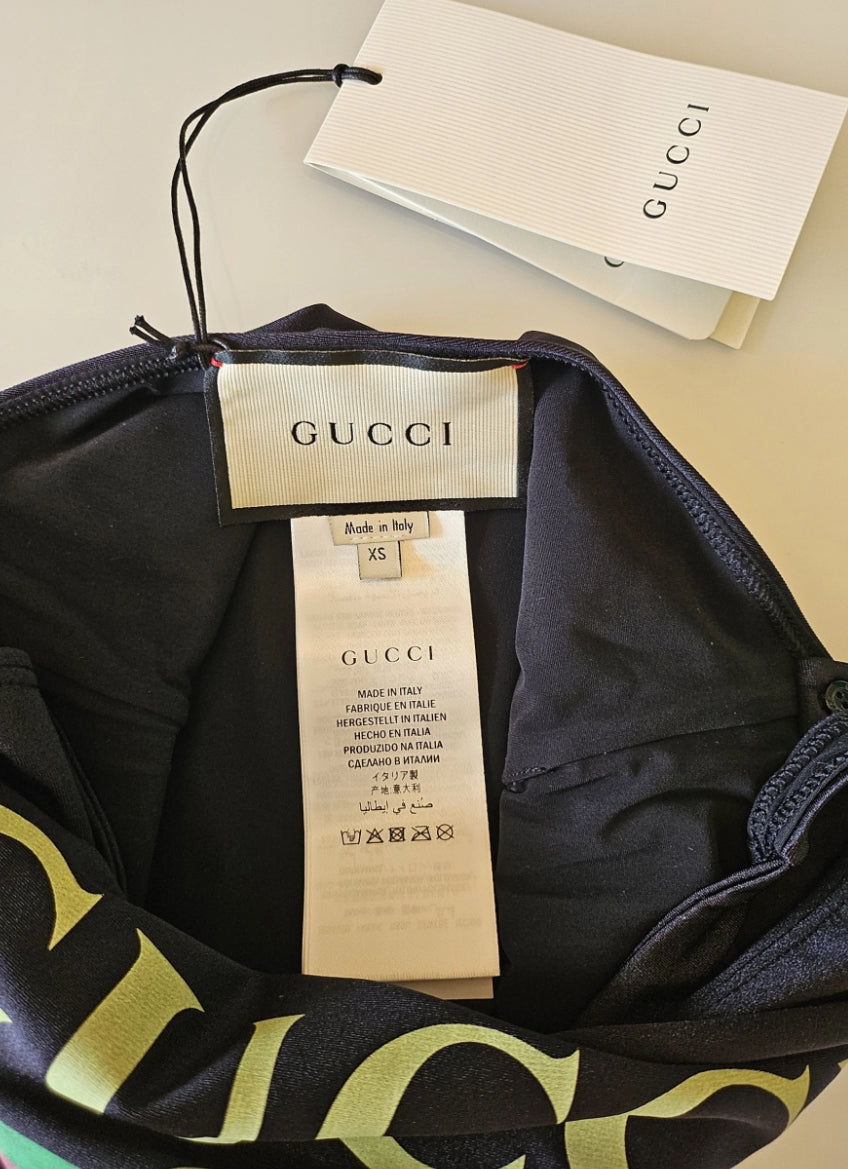 GUCCI
GUCCI
Made in Italy
XS
GUCCI
MADE IN ITALY
FABRIQUE EN ITALIE
HERGESTELLT IN ITALIEN
HECHO EN ITALIA
PRODUZIDO NA ITALIA
СДЕЛАНО В ИТАЛИИ
イタリア製
产地:意大利
صنع في إيطاليا